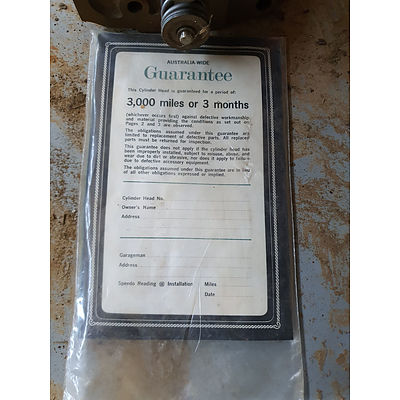 AUSTRALIA WIDE
Guarantee
This Cylinder Head is guaranteed for a period of:
3,000 miles or 3 months
(whichever occurs first) against defective workmanship
and material providing the conditions as set out on
Pages 2 and 3 are observed.
The obligations assumed under this guarantee are
limited to replacement of defective parts. All replaced
parts must be returned for inspection.
This guarantee does not apply if the cylinder head has
been improperly installed, subject to misuse, abuse, and
wear due to dirt or abrasive, nor does it apply to
due to defective accessory equipment.
The obligations assumed under this guarantee are in lieu
of all other obligations expressed or implied.
Cylinder Head No.
Owner's Name
Address
Garageman
Address
Speedo Reading @ Installation Miles
Date